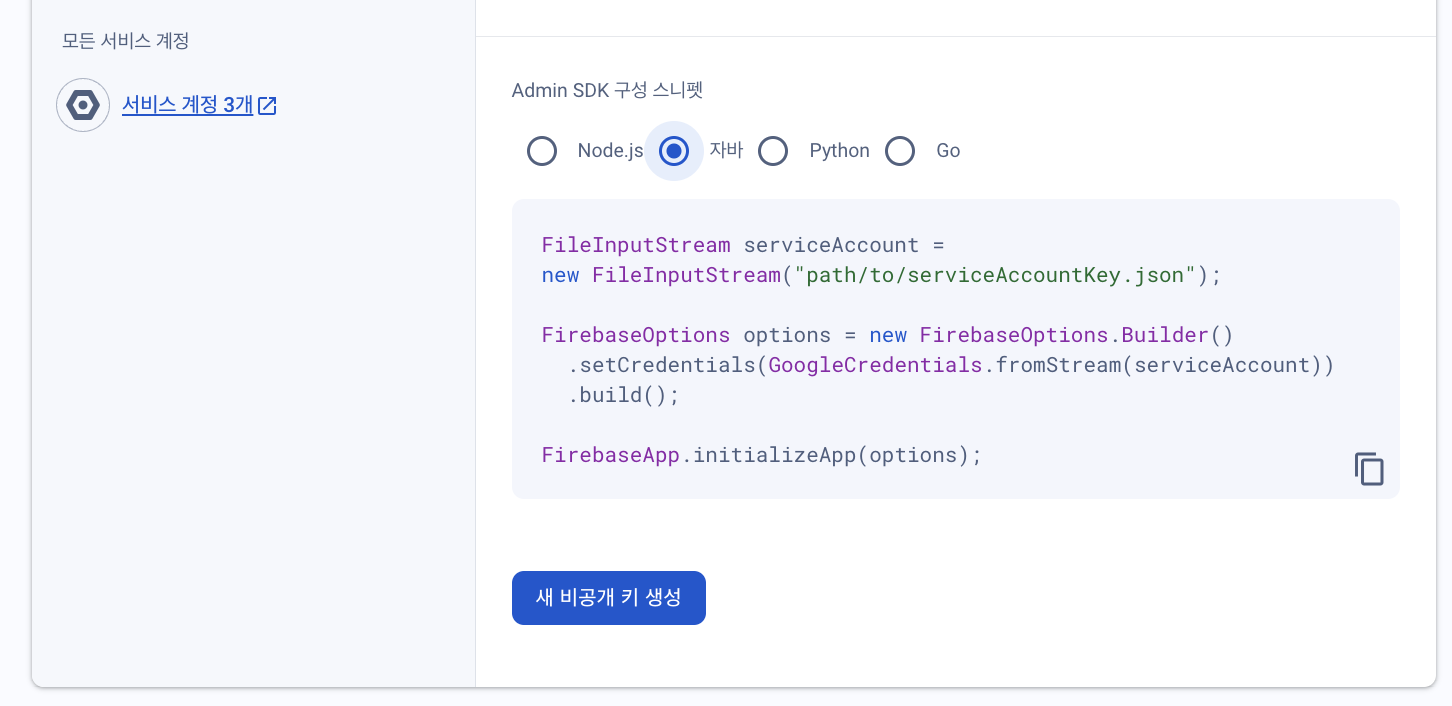 모든 서비스 계정
서비스 계정 3개
Admin SDK 구성 스니펫
Node.js 자바 Python Go
FileInputStream serviceAccount =
new FileInputStream("path/to/serviceAccountKey.json");
FirebaseOptions options = new FirebaseOptions.Builder()
  .setCredentials(GoogleCredentials.fromStream(serviceAccount))
  .build();
FirebaseApp.initializeApp(options);
새 비공개 키 생성